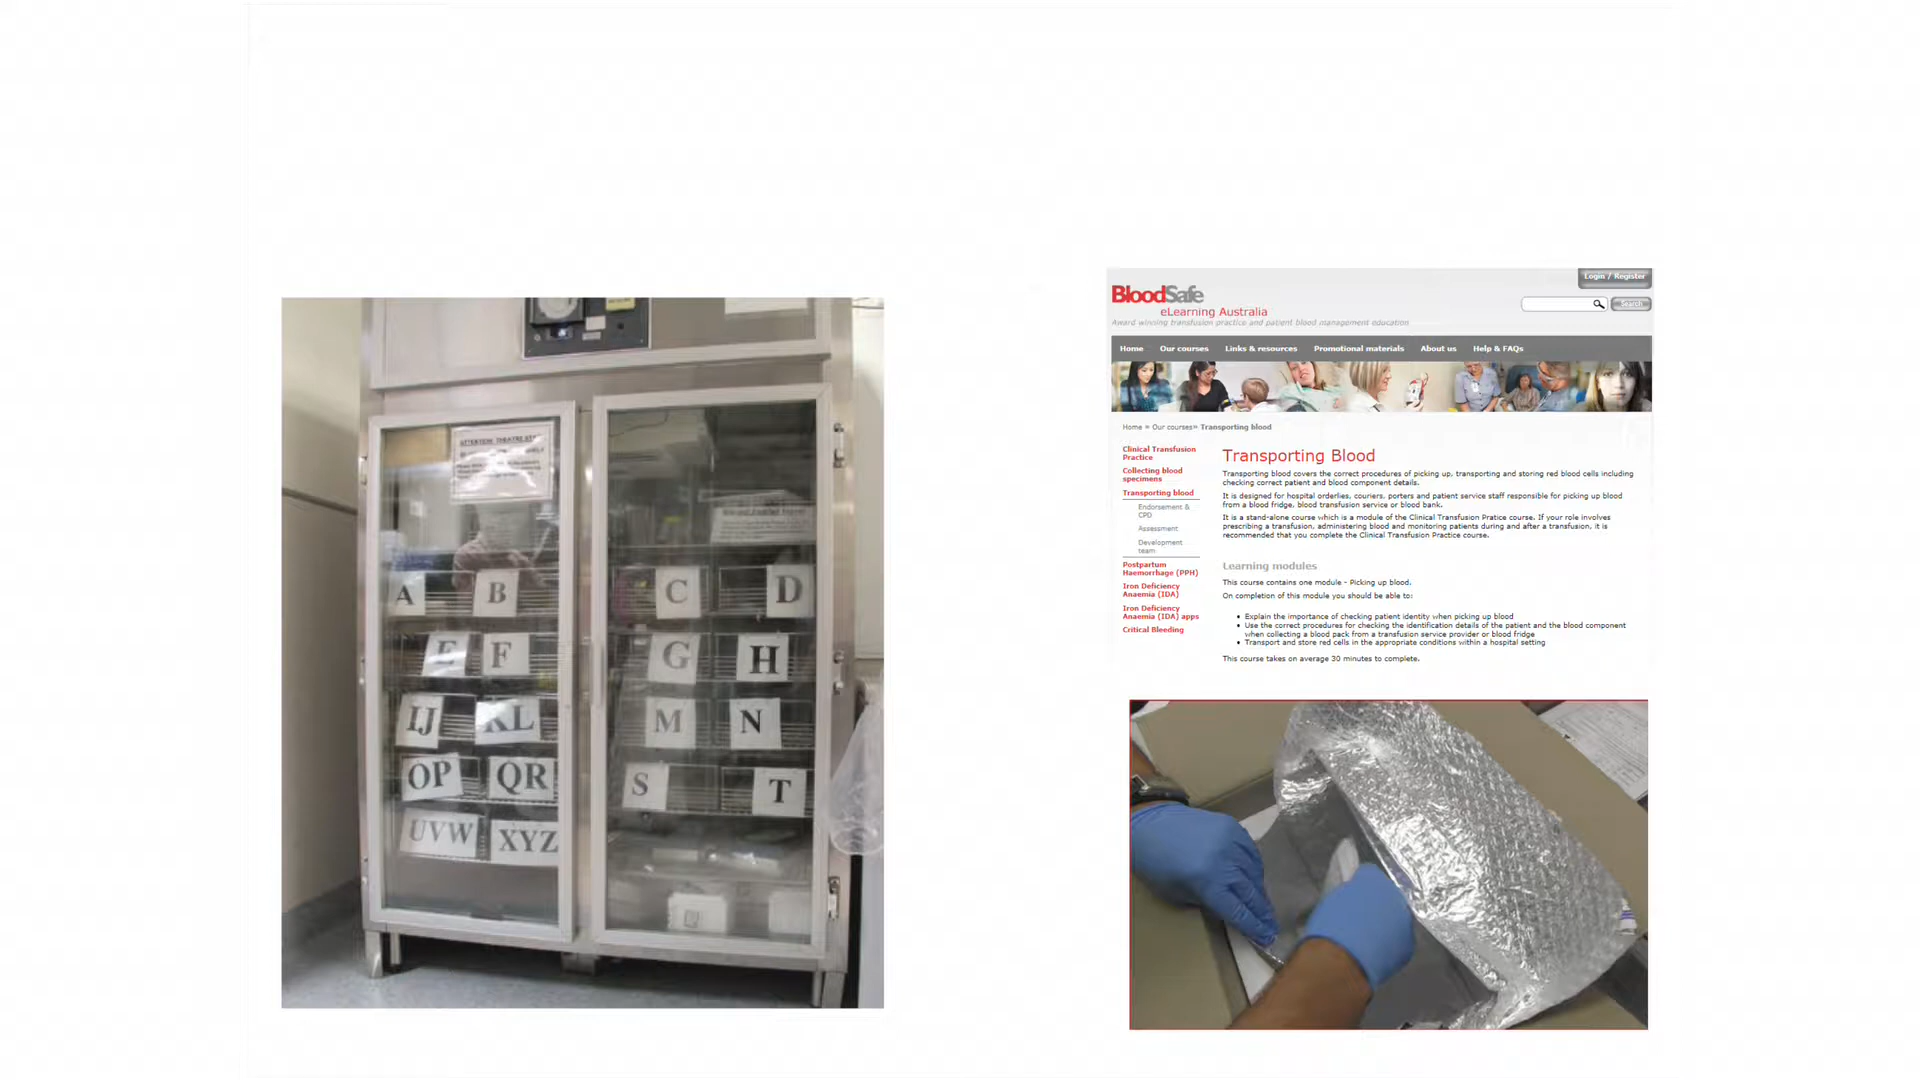 ATTENTION THEATRE STAFF
A
B
C
D
E
F
G
H
IJ
KL
M
N
OP
QR
S
T
UVW
XYZ
Login / Register
BloodSafe
eLearning Australia
Award winning transfusion practice and patient blood management education
Search
Home Our courses Links & resources Promotional materials About us Help & FAQs
Home » Our courses» Transporting blood
Clinical Transfusion
Practice
Collecting blood
specimens
Transporting blood
Endorsement &
CPD
Assessment
Development
team
Postpartum
Haemorrhage (PPH)
Iron Deficiency
Anaemia (IDA)
Iron Deficiency
Anaemia (IDA) apps
Critical Bleeding
Transporting Blood
Transporting blood covers the correct procedures of picking up, transporting and storing red blood cells including
checking correct patient and blood component details.
It is designed for hospital orderlies, couriers, porters and patient service staff responsible for picking up blood
from a blood fridge, blood transfusion service or blood bank.
It is a stand-alone course which is a module of the Clinical Transfusion Pratice course. If your role involves
prescribing a transfusion, administering blood and monitoring patients during and after a transfusion, it is
recommended that you complete the Clinical Transfusion Practice course.
Learning modules
This course contains one module - Picking up blood.
On completion of this module you should be able to:
• Explain the importance of checking patient identity when picking up blood
• Use the correct procedures for checking the identification details of the patient and the blood component
when collecting a blood pack from a transfusion service provider or blood fridge
• Transport and store red cells in the appropriate conditions within a hospital setting
This course takes on average 30 minutes to complete.